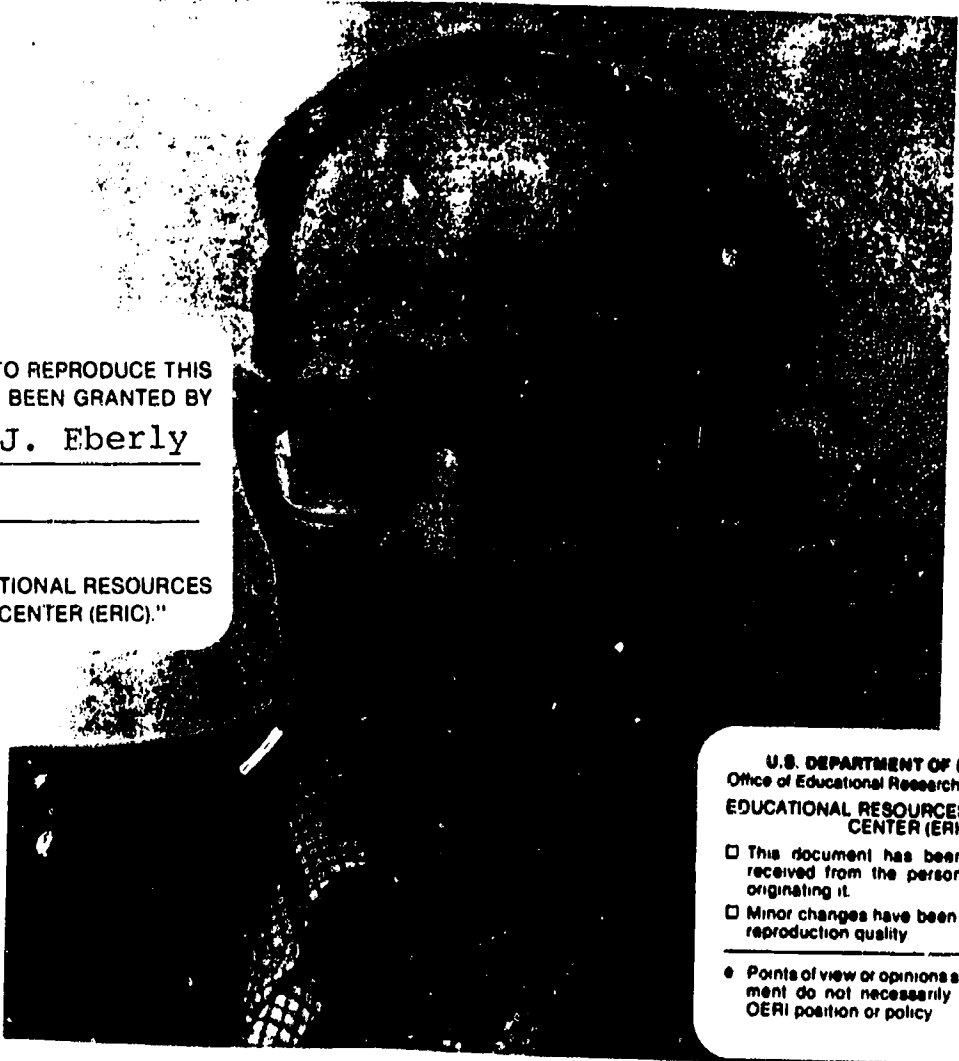 TO REPRODUCE THIS
BEEN GRANTED BY
J. Eberly
TIONAL RESOURCES
CENTER (ERIC)."
U.S. DEPARTMENT OF
Office of Educational Research
EDUCATIONAL RESOURCES
CENTER (ERI
☐ This document has been
received from the person
originating it.
☐ Minor changes have been
reproduction quality
● Points of view or opinions s
ment do not necessarily
OERI position or policy